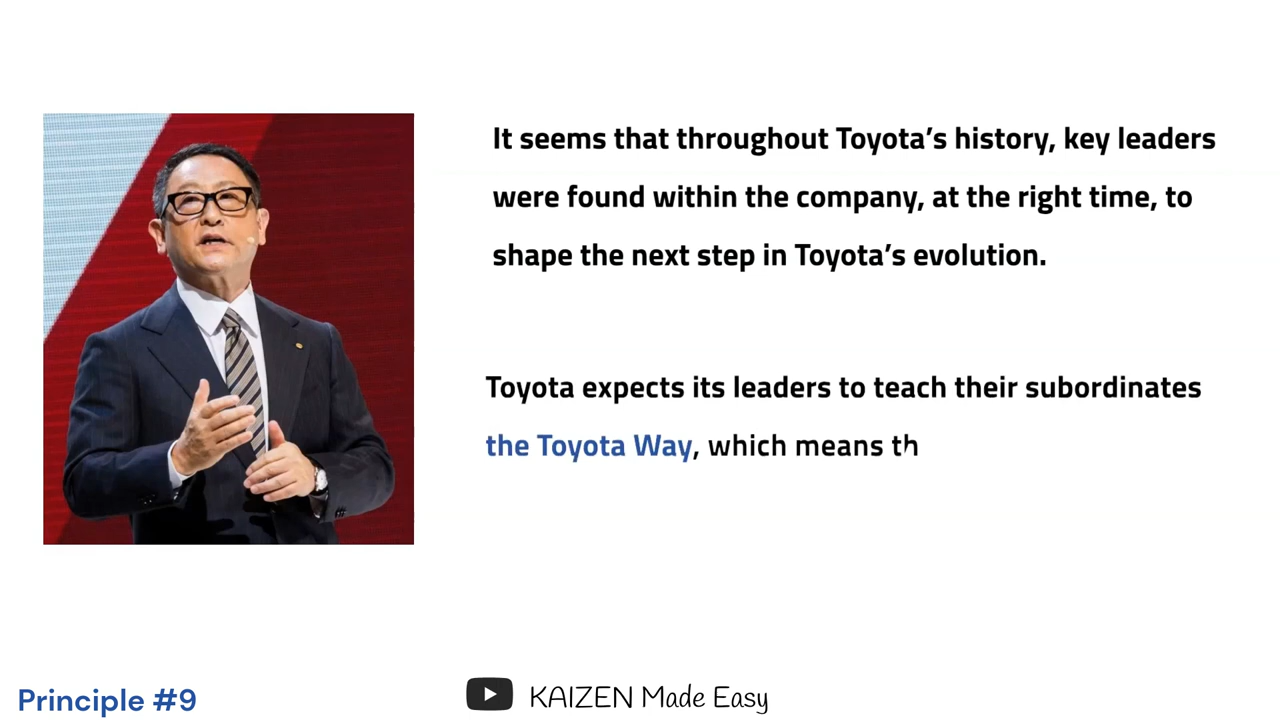 It seems that throughout Toyota's history, key leaders
were found within the company, at the right time, to
shape the next step in Toyota's evolution.
Toyota expects its leaders to teach their subordinates
the Toyota Way, which means th
Principle #9
KAIZEN Made Easy